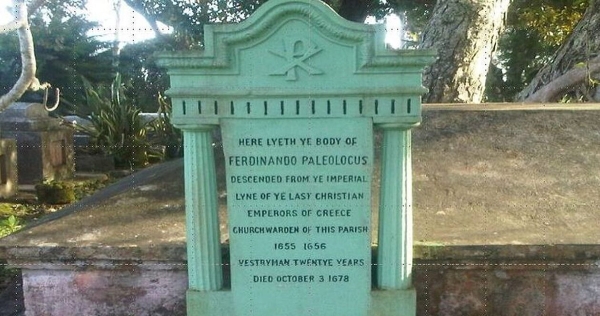 HERE LYETH YE BODY OF
FERDINANDO PALEOLOGUS
DESCENDED FROM YE IMPERIAL
LYNE OF YE LAST CHRISTIAN
EMPERORS OF GREECE
CHURCHWARDEN OF THIS PARISH
1655 1656
VESTRYMAN TWENTYE YEARS
DIED OCTOBER 3 1678